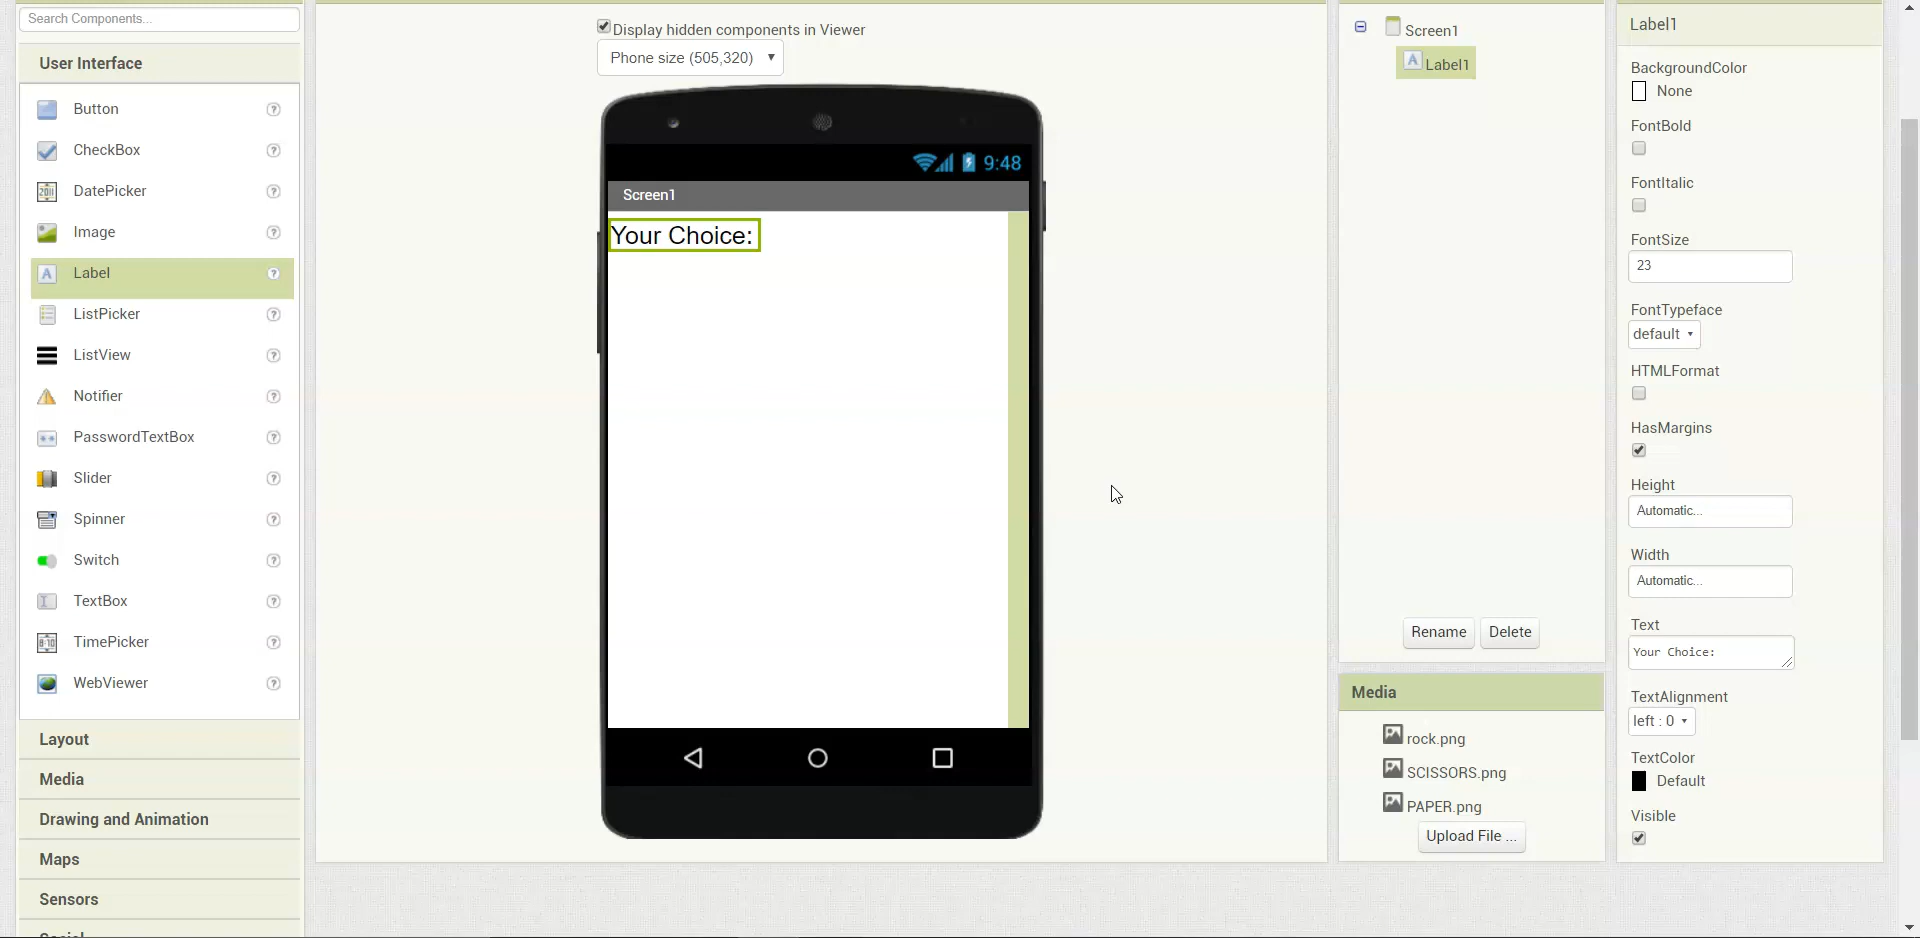 Search Components...
User Interface
Button
CheckBox
DatePicker
Image
Label
ListPicker
ListView
Notifier
PasswordTextBox
Slider
Spinner
Switch
TextBox
TimePicker
WebViewer
Layout
Media
Drawing and Animation
Maps
Sensors
Social
Display hidden components in Viewer
Phone size (505,320)
9:48
Screen1
Your Choice:
Screen1
Label1
Rename Delete
Media
rock.png
SCISSORS.png
PAPER.png
Upload File ...
Label1
BackgroundColor
None
FontBold
FontItalic
FontSize
23
FontTypeface
default
HTMLFormat
HasMargins
Height
Automatic...
Width
Automatic...
Text
Your Choice:
TextAlignment
left : 0
TextColor
Default
Visible